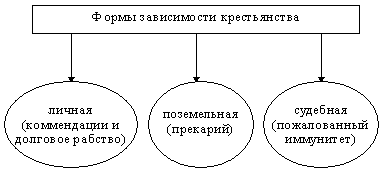 Формы зависимости крестьянства
личная
(коммендации и
долговое рабство)
поземельная
(прекарий)
судебная
(пожалованный
иммунитет)